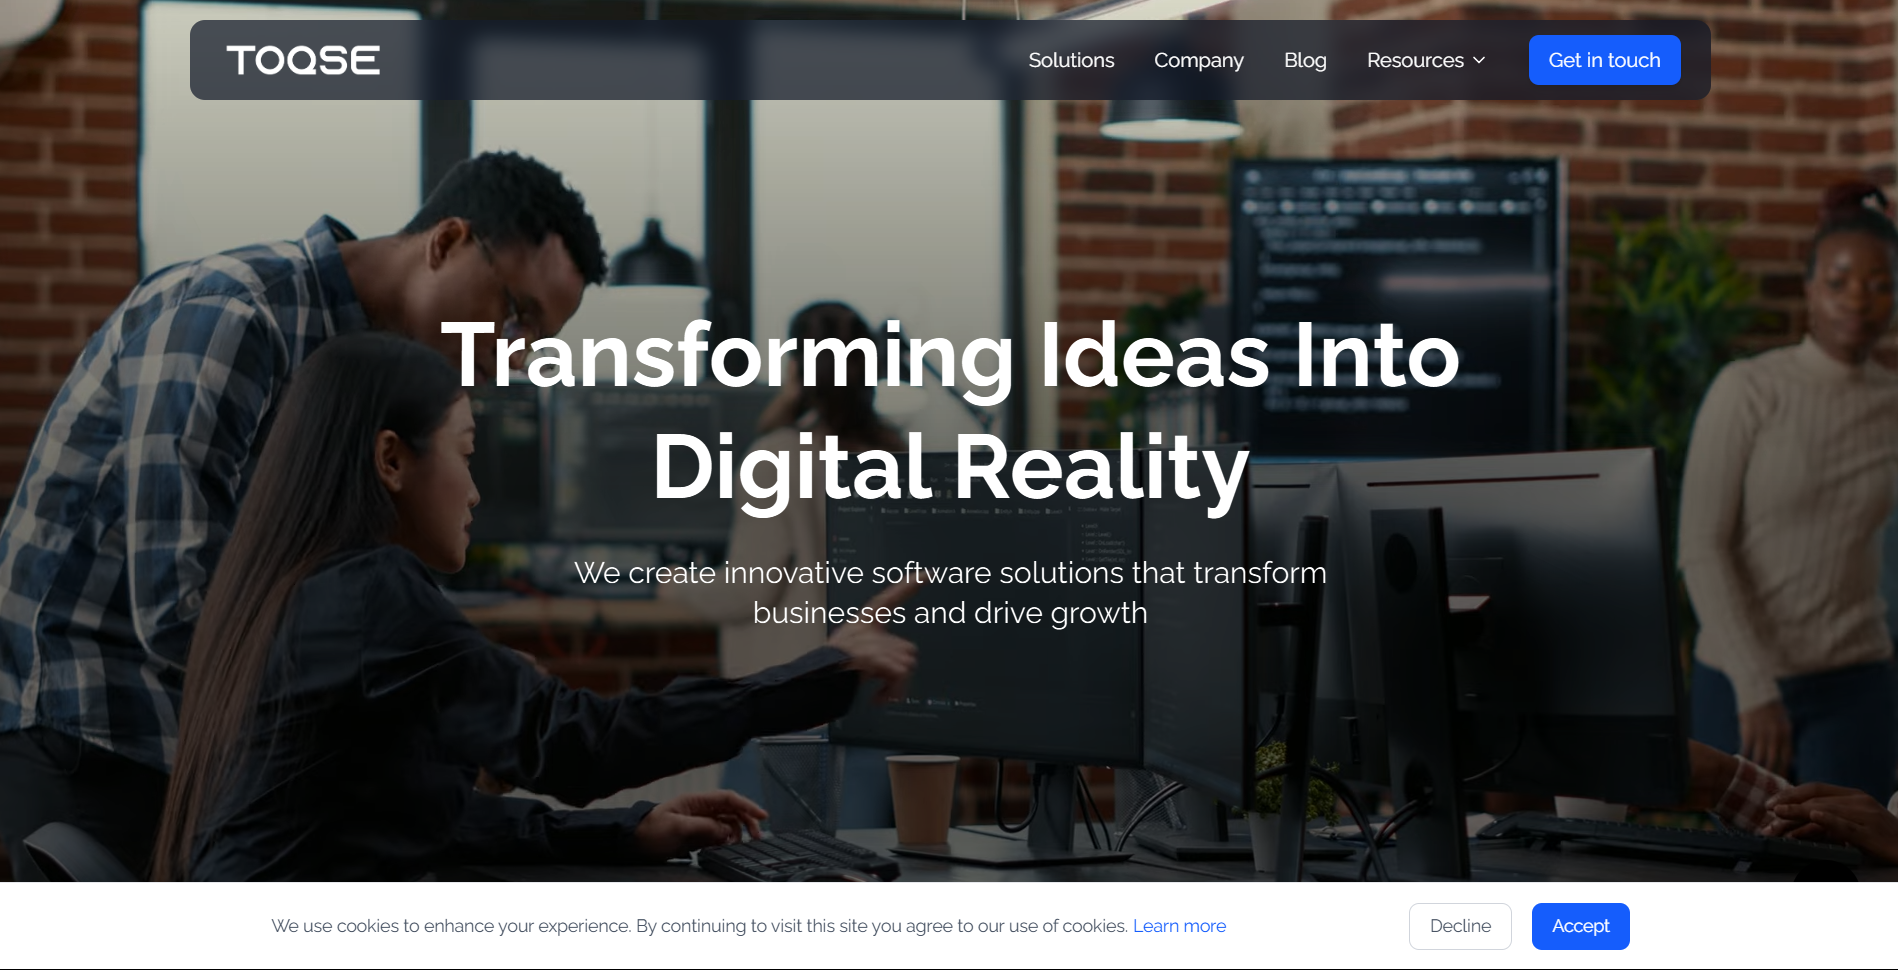 TOQSE
Solutions Company Blog Resources Get in touch
Transforming Ideas Into
Digital Reality
We create innovative software solutions that transform
businesses and drive growth
We use cookies to enhance your experience. By continuing to visit this site you agree to our use of cookies. Learn more
Decline Accept